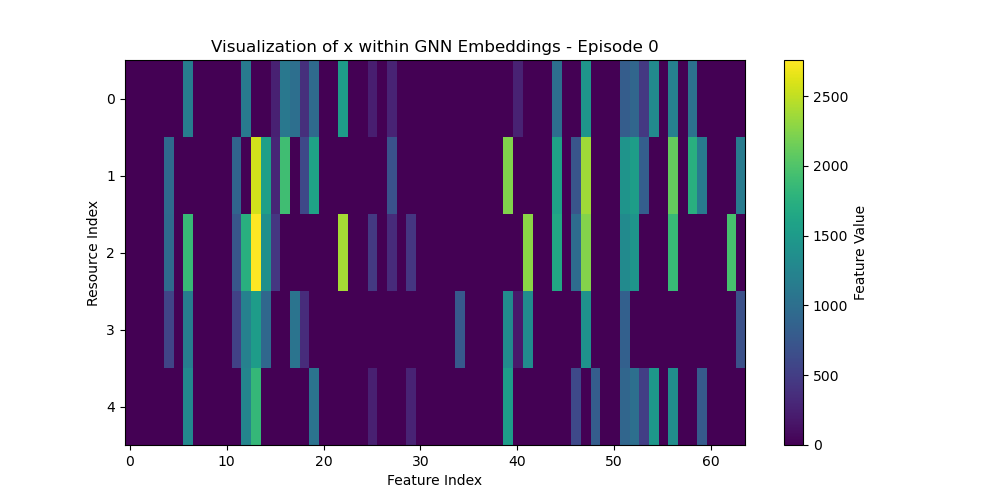 Visualization of x within GNN Embeddings - Episode 0
Resource Index
0
1
2
3
4
0 10 20 30 40 50 60
Feature Index
2500
2000
1500
1000
500
0
Feature Value